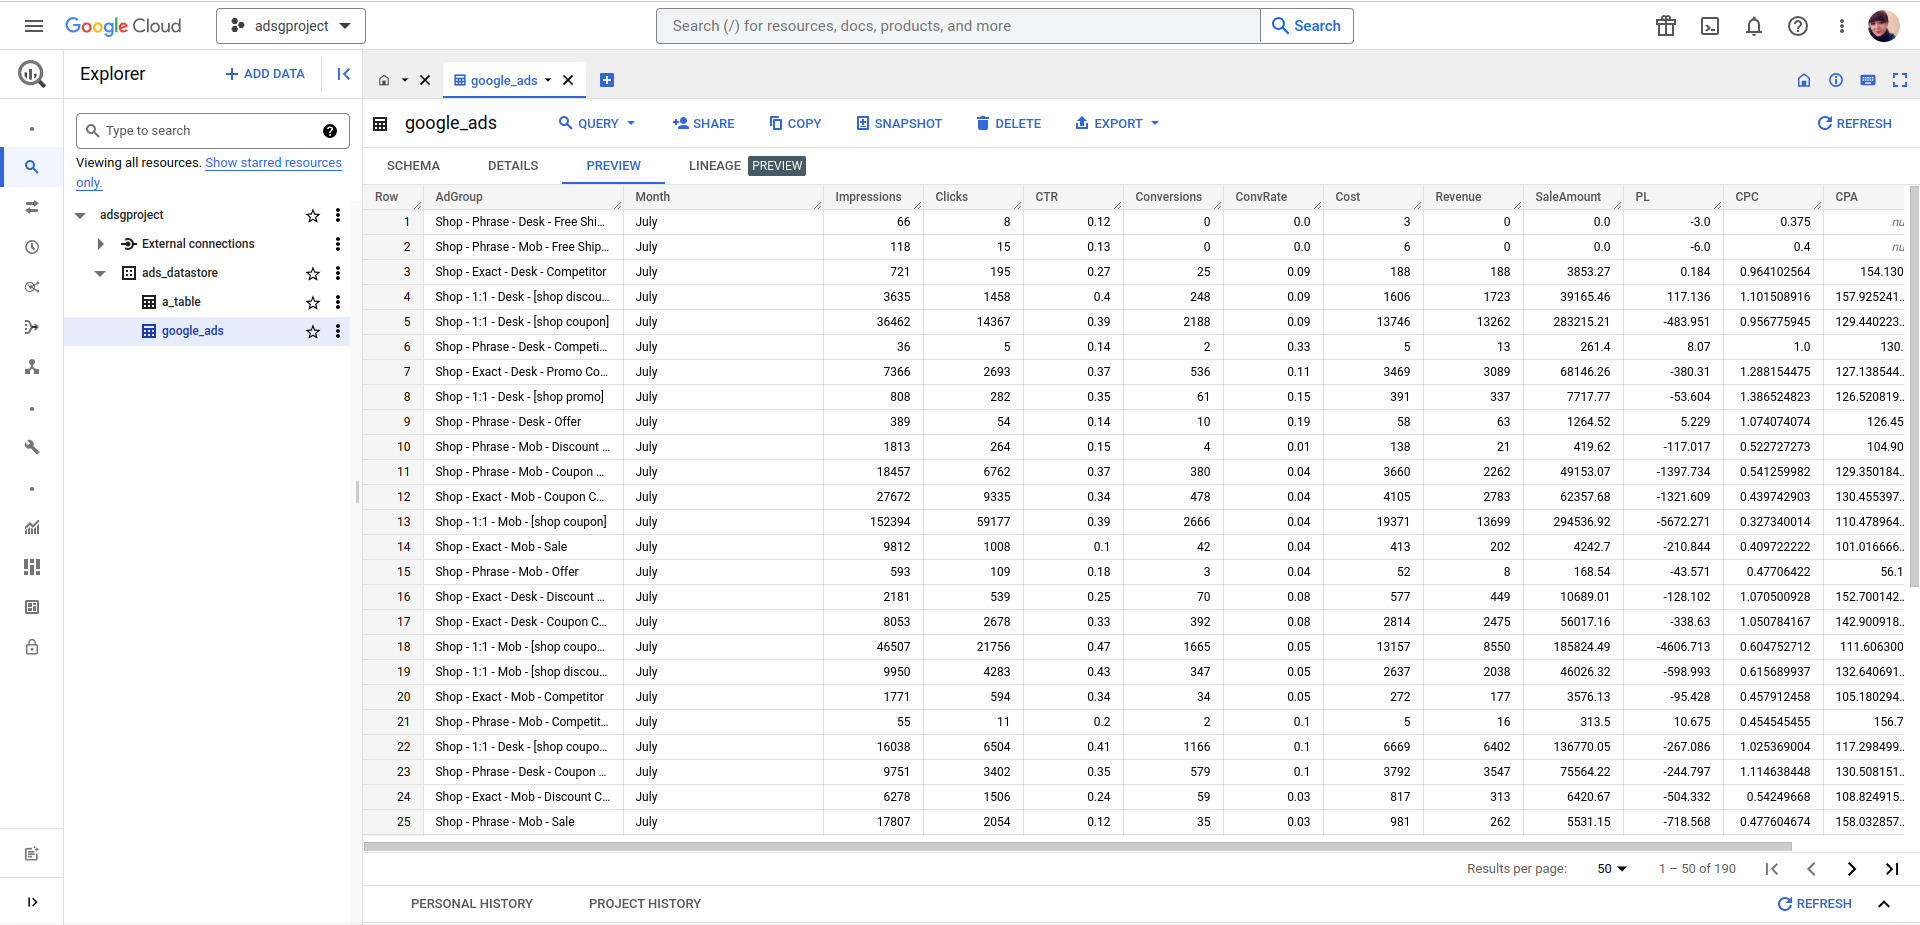 Google Cloud
adsgproject
Search (/) for resources, docs, products, and more
Search
Explorer
ADD DATA
google_ads
Type to search
Viewing all resources. Show starred resources
only.
adsgproject
External connections
ads_datastore
a_table
google_ads
google_ads
QUERY
SHARE
COPY
SNAPSHOT
DELETE
EXPORT
REFRESH
SCHEMA
DETAILS
PREVIEW
LINEAGE
PREVIEW
Row AdGroup Month Impressions Clicks CTR Conversions ConvRate Cost Revenue SaleAmount PL CPC CPA
1 Shop - Phrase - Desk - Free Shi... July 66 8 0.12 0 0.0 3 0 0.0 -3.0 0.375 nu
2 Shop - Phrase - Mob - Free Ship... July 118 15 0.13 0 0.0 6 0 0.0 -6.0 0.4 nu
3 Shop - Exact - Desk - Competitor July 721 195 0.27 25 0.09 188 188 3853.27 0.184 0.964102564 154.130
4 Shop - 1:1 - Desk - [shop discou... July 3635 1458 0.4 248 0.09 1606 1723 39165.46 117.136 1.101508916 157.925241..
5 Shop - 1:1 - Desk - [shop coupon] July 36462 14367 0.39 2188 0.09 13746 13262 283215.21 -483.951 0.956775945 129.440223..
6 Shop - Phrase - Desk - Competi... July 36 5 0.14 2 0.33 5 13 261.4 8.07 1.0 130.
7 Shop - Exact - Desk - Promo Co... July 7366 2693 0.37 536 0.11 3469 3089 68146.26 -380.31 1.288154475 127.138544..
8 Shop - 1:1 - Desk - [shop promo] July 808 282 0.35 61 0.15 391 337 7717.77 -53.604 1.386524823 126.520819..
9 Shop - Phrase - Desk - Offer July 389 54 0.14 10 0.19 58 63 1264.52 5.229 1.074074074 126.45
10 Shop - Phrase - Mob - Discount ... July 1813 264 0.15 4 0.01 138 21 419.62 -117.017 0.522727273 104.90
11 Shop - Phrase - Mob - Coupon ... July 18457 6762 0.37 380 0.04 3660 2262 49153.07 -1397.734 0.541259982 129.350184..
12 Shop - Exact - Mob - Coupon C... July 27672 9335 0.34 478 0.04 4105 2783 62357.68 -1321.609 0.439742903 130.455397..
13 Shop - 1:1 - Mob - [shop coupon] July 152394 59177 0.39 2666 0.04 19371 13699 294536.92 -5672.271 0.327340014 110.478964..
14 Shop - Exact - Mob - Sale July 9812 1008 0.1 42 0.04 413 202 4242.7 -210.844 0.409722222 101.016666..
15 Shop - Phrase - Mob - Offer July 593 109 0.18 3 0.04 52 8 168.54 -43.571 0.47706422 56.1
16 Shop - Exact - Desk - Discount ... July 2181 539 0.25 70 0.08 577 449 10689.01 -128.102 1.070500928 152.700142..
17 Shop - Exact - Desk - Coupon C... July 8053 2678 0.33 392 0.08 2814 2475 56017.16 -338.63 1.050784167 142.900918..
18 Shop - 1:1 - Mob - [shop coupo... July 46507 21756 0.47 1665 0.05 13157 8550 185824.49 -4606.713 0.604752712 111.606300
19 Shop - 1:1 - Mob - [shop discou... July 9950 4283 0.43 347 0.05 2637 2038 46026.32 -598.993 0.615689937 132.640691..
20 Shop - Exact - Mob - Competitor July 1771 594 0.34 34 0.05 272 177 3576.13 -95.428 0.457912458 105.180294..
21 Shop - Phrase - Mob - Competit... July 55 11 0.2 2 0.1 5 16 313.5 10.675 0.454545455 156.7
22 Shop - 1:1 - Desk - [shop coupo... July 16038 6504 0.41 1166 0.1 6669 6402 136770.05 -267.086 1.025369004 117.298499..
23 Shop - Phrase - Desk - Coupon ... July 9751 3402 0.35 579 0.1 3792 3547 75564.22 -244.797 1.114638448 130.508151..
24 Shop - Exact - Mob - Discount C... July 6278 1506 0.24 59 0.03 817 313 6420.67 -504.332 0.54249668 108.824915..
25 Shop - Phrase - Mob - Sale July 17807 2054 0.12 35 0.03 981 262 5531.15 -718.568 0.477604674 158.032857..
Results per page: 50 1 – 50 of 190
PERSONAL HISTORY
PROJECT HISTORY
REFRESH